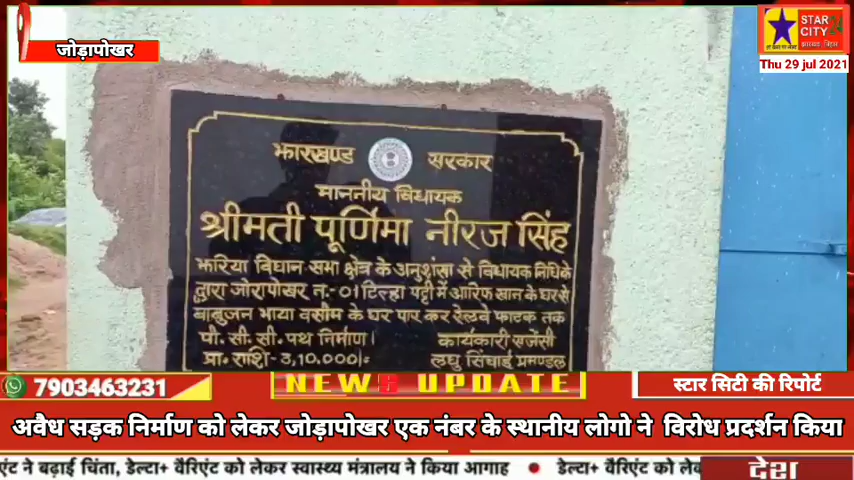 जोड़ापोखर
STAR
CITY
Thu 29 jul 2021
झारखण्ड सरकार
माननीय विधायक
श्रीमती पूर्णिमा नीरज सिंह
झरिया विधान सभा क्षेत्र के अनुशंसा से विधायक निधि के
द्वारा जोरापोखर न.-01 टिल्हा पट्टी में आरिफ खान के घर से
बाबुजन भाया वसीम के घर पार कर रेलवे फाटक तक
पी. सी. सी. पथ निर्माण। कार्यकारी एजेंसी
प्रा. राशि - 3,10,000/= लघु सिंचाई प्रमण्डल
7903463231 NEWS UPDATE स्टार सिटी की रिपोर्ट
अवैध सड़क निर्माण को लेकर जोड़ापोखर एक नंबर के स्थानीय लोगो ने विरोध प्रदर्शन किया
एंट ने बढ़ाई चिंता, डेल्टा+ वैरिएंट को लेकर स्वास्थ्य मंत्रालय ने किया आगाह • डेल्टा+ वैरिएंट को लेक
देश